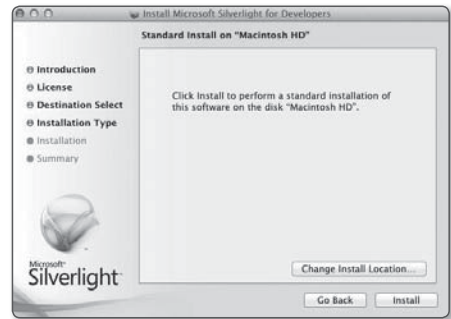 Install Microsoft Silverlight for Developers
Standard Install on "Macintosh HD"
Introduction
License
Destination Select
Installation Type
Installation
Summary
Click Install to perform a standard installation of
this software on the disk "Macintosh HD".
Microsoft®
Silverlight™
Change Install Location...
Go Back
Install